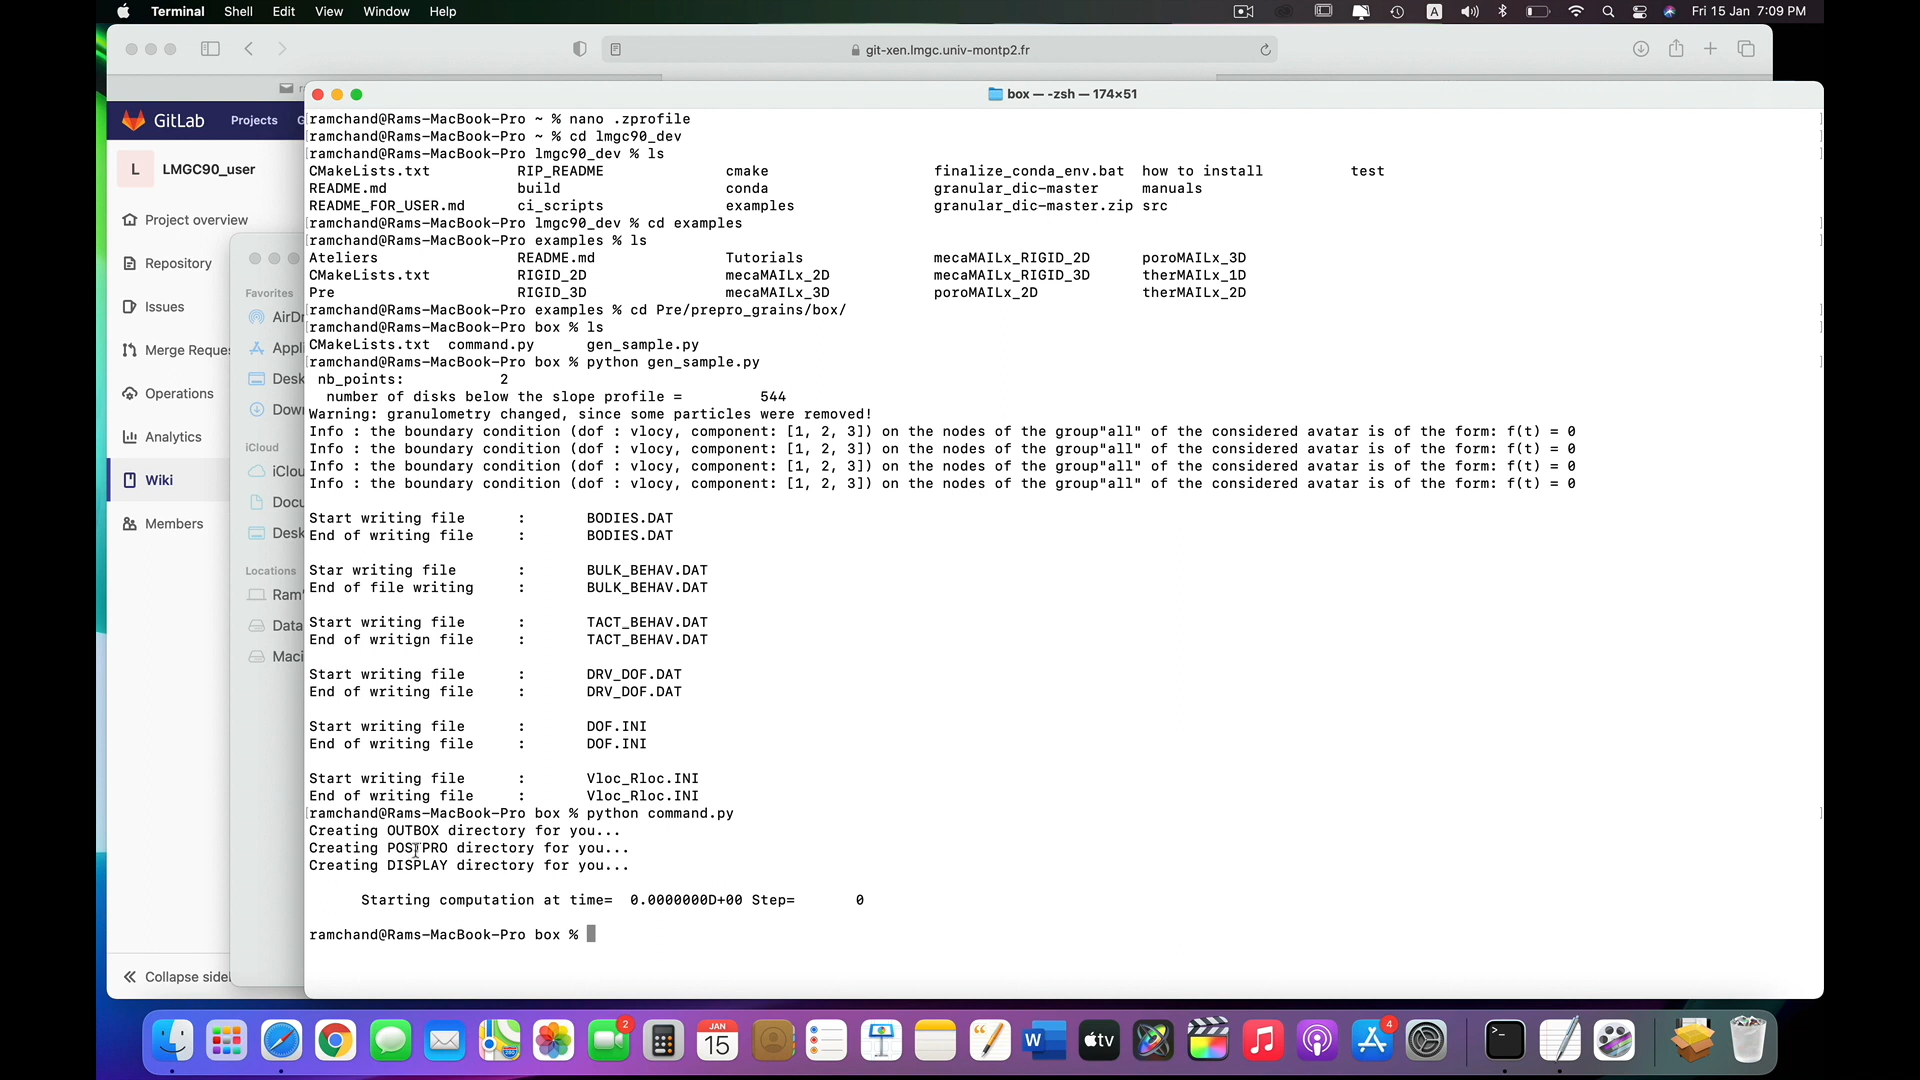 Terminal Shell Edit View Window Help
A
Fri 15 Jan 7:09 PM
git-xen.lmgc.univ-montp2.fr
box — -zsh — 174×51
GitLab Projects G
L LMGC90_user
Project overview
Repository
Issues
Merge Reque
Operations
Analytics
Wiki
Members
Collapse sidel
Favorites
AirDr
Appli
Desk
Dow
iCloud
iClou
Docu
Desk
Locations
Ram'
Data
Maci
ramchand@Rams-MacBook-Pro ~ % nano .zprofile
ramchand@Rams-MacBook-Pro ~ % cd lmgc90_dev
ramchand@Rams-MacBook-Pro lmgc90_dev % ls
CMakeLists.txt RIP_README cmake finalize_conda_env.bat how to install test
README.md build conda granular_dic-master manuals
README_FOR_USER.md ci_scripts examples granular_dic-master.zip src
ramchand@Rams-MacBook-Pro lmgc90_dev % cd examples
ramchand@Rams-MacBook-Pro examples % ls
Ateliers README.md Tutorials mecaMAILx_RIGID_2D poroMAILx_3D
CMakeLists.txt RIGID_2D mecaMAILx_2D mecaMAILx_RIGID_3D therMAILx_1D
Pre RIGID_3D mecaMAILx_3D poroMAILx_2D therMAILx_2D
ramchand@Rams-MacBook-Pro examples % cd Pre/prepro_grains/box/
ramchand@Rams-MacBook-Pro box % ls
CMakeLists.txt command.py gen_sample.py
ramchand@Rams-MacBook-Pro box % python gen_sample.py
nb_points: 2
number of disks below the slope profile = 544
Warning: granulometry changed, since some particles were removed!
Info : the boundary condition (dof : vlocy, component: [1, 2, 3]) on the nodes of the group"all" of the considered avatar is of the form: f(t) = 0
Info : the boundary condition (dof : vlocy, component: [1, 2, 3]) on the nodes of the group"all" of the considered avatar is of the form: f(t) = 0
Info : the boundary condition (dof : vlocy, component: [1, 2, 3]) on the nodes of the group"all" of the considered avatar is of the form: f(t) = 0
Info : the boundary condition (dof : vlocy, component: [1, 2, 3]) on the nodes of the group"all" of the considered avatar is of the form: f(t) = 0
Start writing file : BODIES.DAT
End of writing file : BODIES.DAT
Star writing file : BULK_BEHAV.DAT
End of file writing : BULK_BEHAV.DAT
Start writing file : TACT_BEHAV.DAT
End of writign file : TACT_BEHAV.DAT
Start writing file : DRV_DOF.DAT
End of writing file : DRV_DOF.DAT
Start writing file : DOF.INI
End of writing file : DOF.INI
Start writing file : Vloc_Rloc.INI
End of writing file : Vloc_Rloc.INI
ramchand@Rams-MacBook-Pro box % python command.py
Creating OUTBOX directory for you...
Creating POSTPRO directory for you...
Creating DISPLAY directory for you...
Starting computation at time= 0.0000000D+00 Step= 0
ramchand@Rams-MacBook-Pro box %
2
JAN
15
W
tv
4
>_